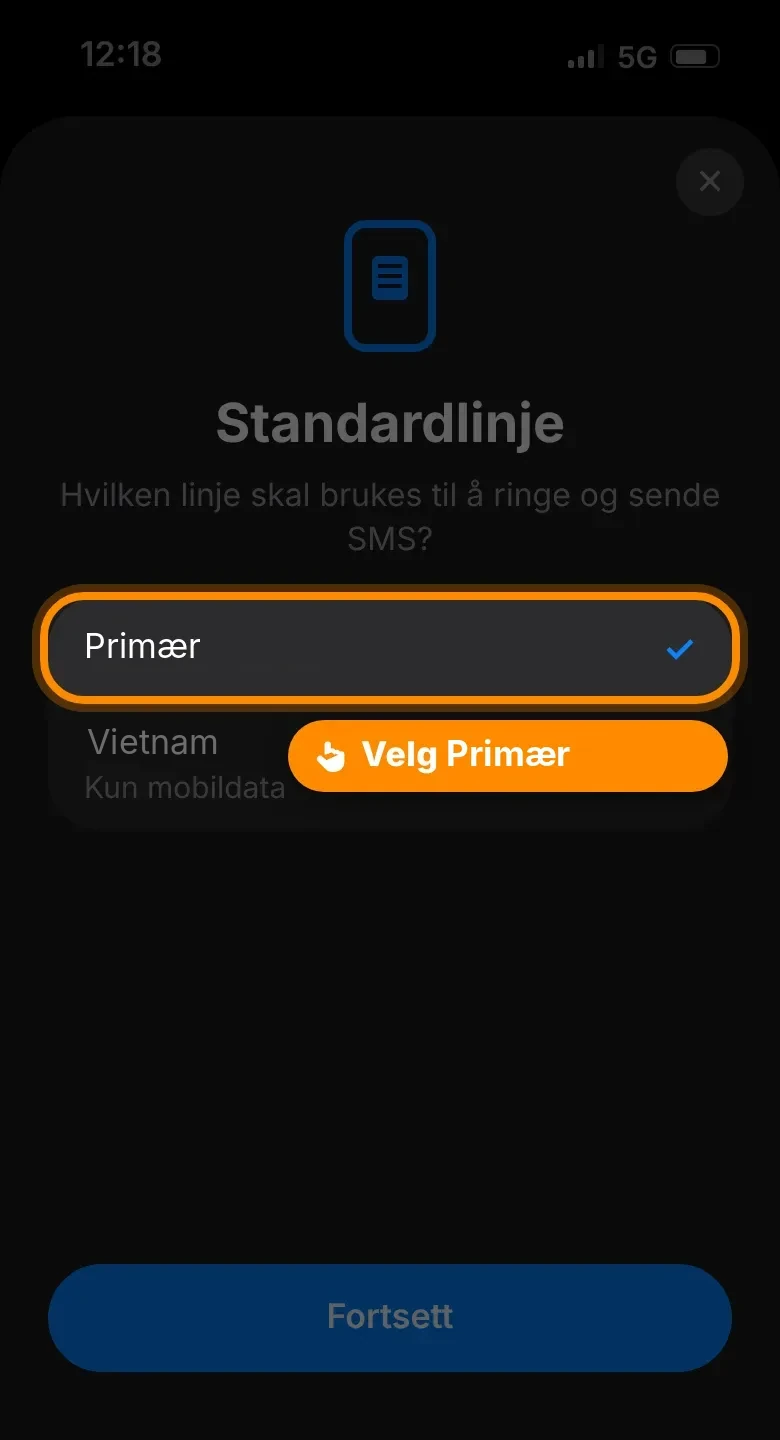 12:18
5G
Standardlinje
Hvilken linje skal brukes til å ringe og sende
SMS?
Primær
Vietnam
Kun mobildata
Velg Primær
Fortsett